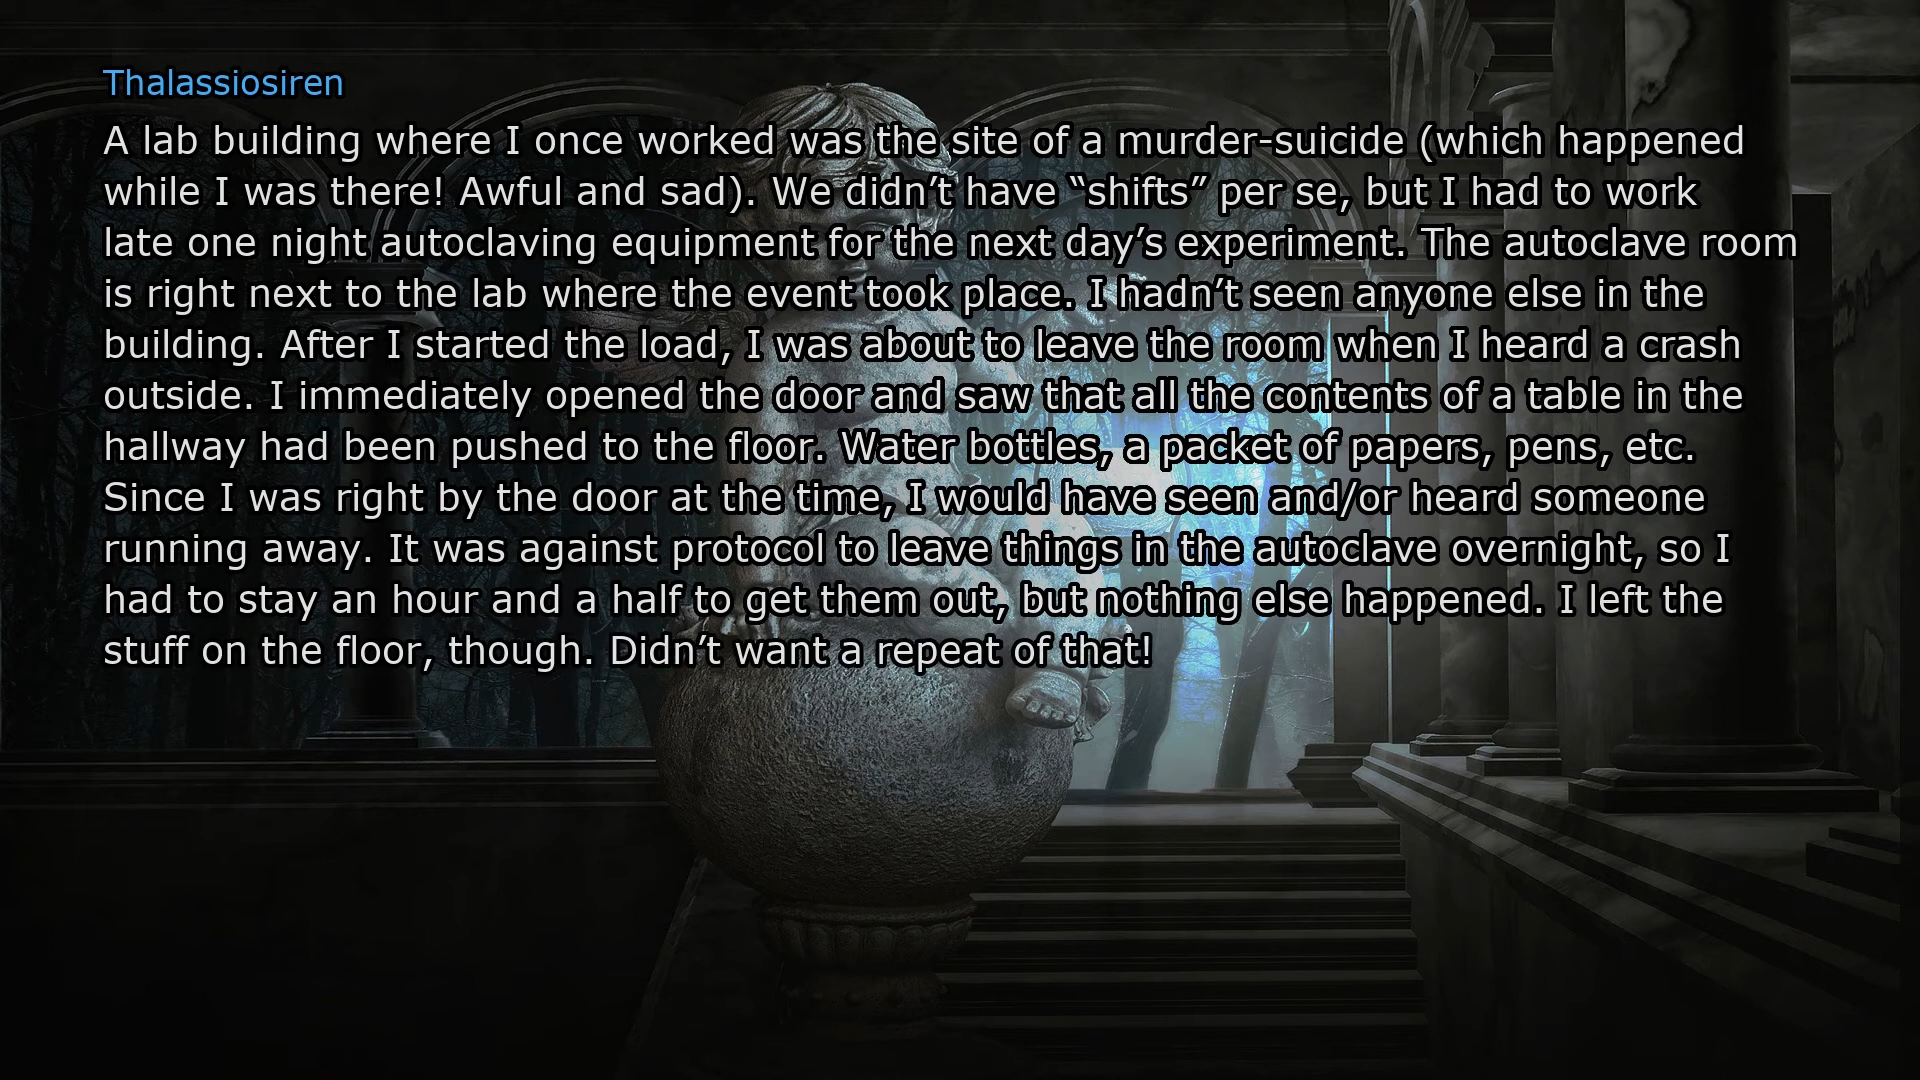 Thalassiosiren
A lab building where I once worked was the site of a murder-suicide (which happened
while I was there! Awful and sad). We didn’t have “shifts” per se, but I had to work
late one night autoclaving equipment for the next day’s experiment. The autoclave room
is right next to the lab where the event took place. I hadn’t seen anyone else in the
building. After I started the load, I was about to leave the room when I heard a crash
outside. I immediately opened the door and saw that all the contents of a table in the
hallway had been pushed to the floor. Water bottles, a packet of papers, pens, etc.
Since I was right by the door at the time, I would have seen and/or heard someone
running away. It was against protocol to leave things in the autoclave overnight, so I
had to stay an hour and a half to get them out, but nothing else happened. I left the
stuff on the floor, though. Didn’t want a repeat of that!